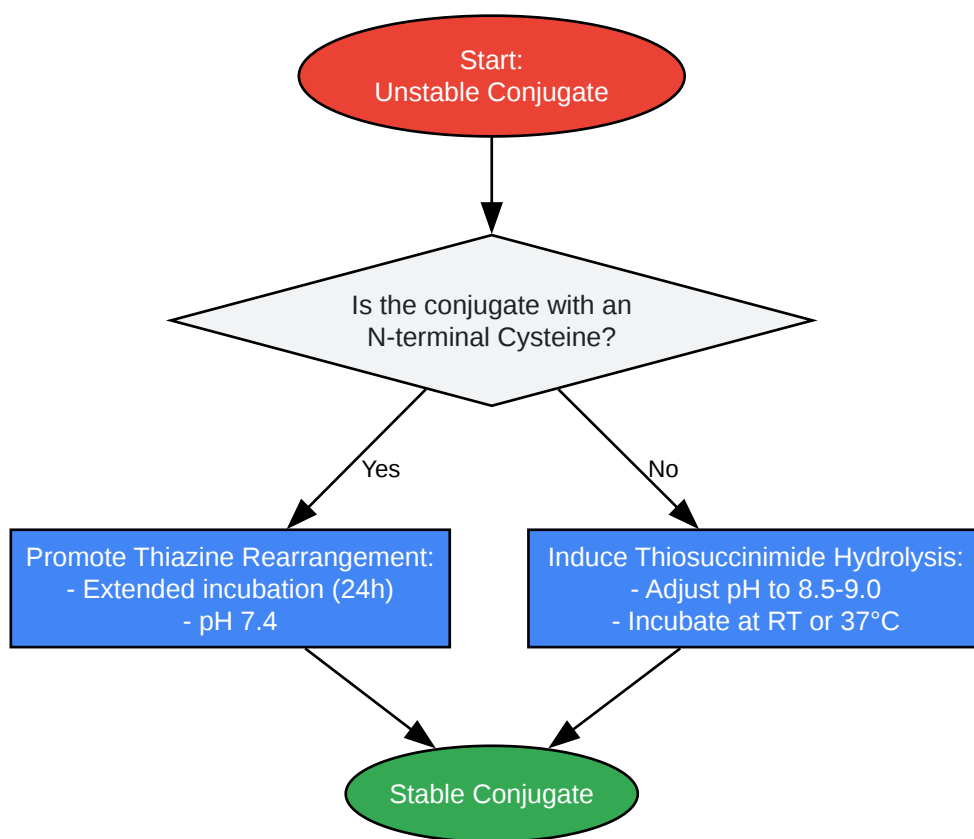 Start:
Unstable Conjugate
Is the conjugate with an
N-terminal Cysteine?
Yes
No
Promote Thiazine Rearrangement:
- Extended incubation (24h)
- pH 7.4
Induce Thiosuccinimide Hydrolysis:
- Adjust pH to 8.5-9.0
- Incubate at RT or 37°C
Stable Conjugate